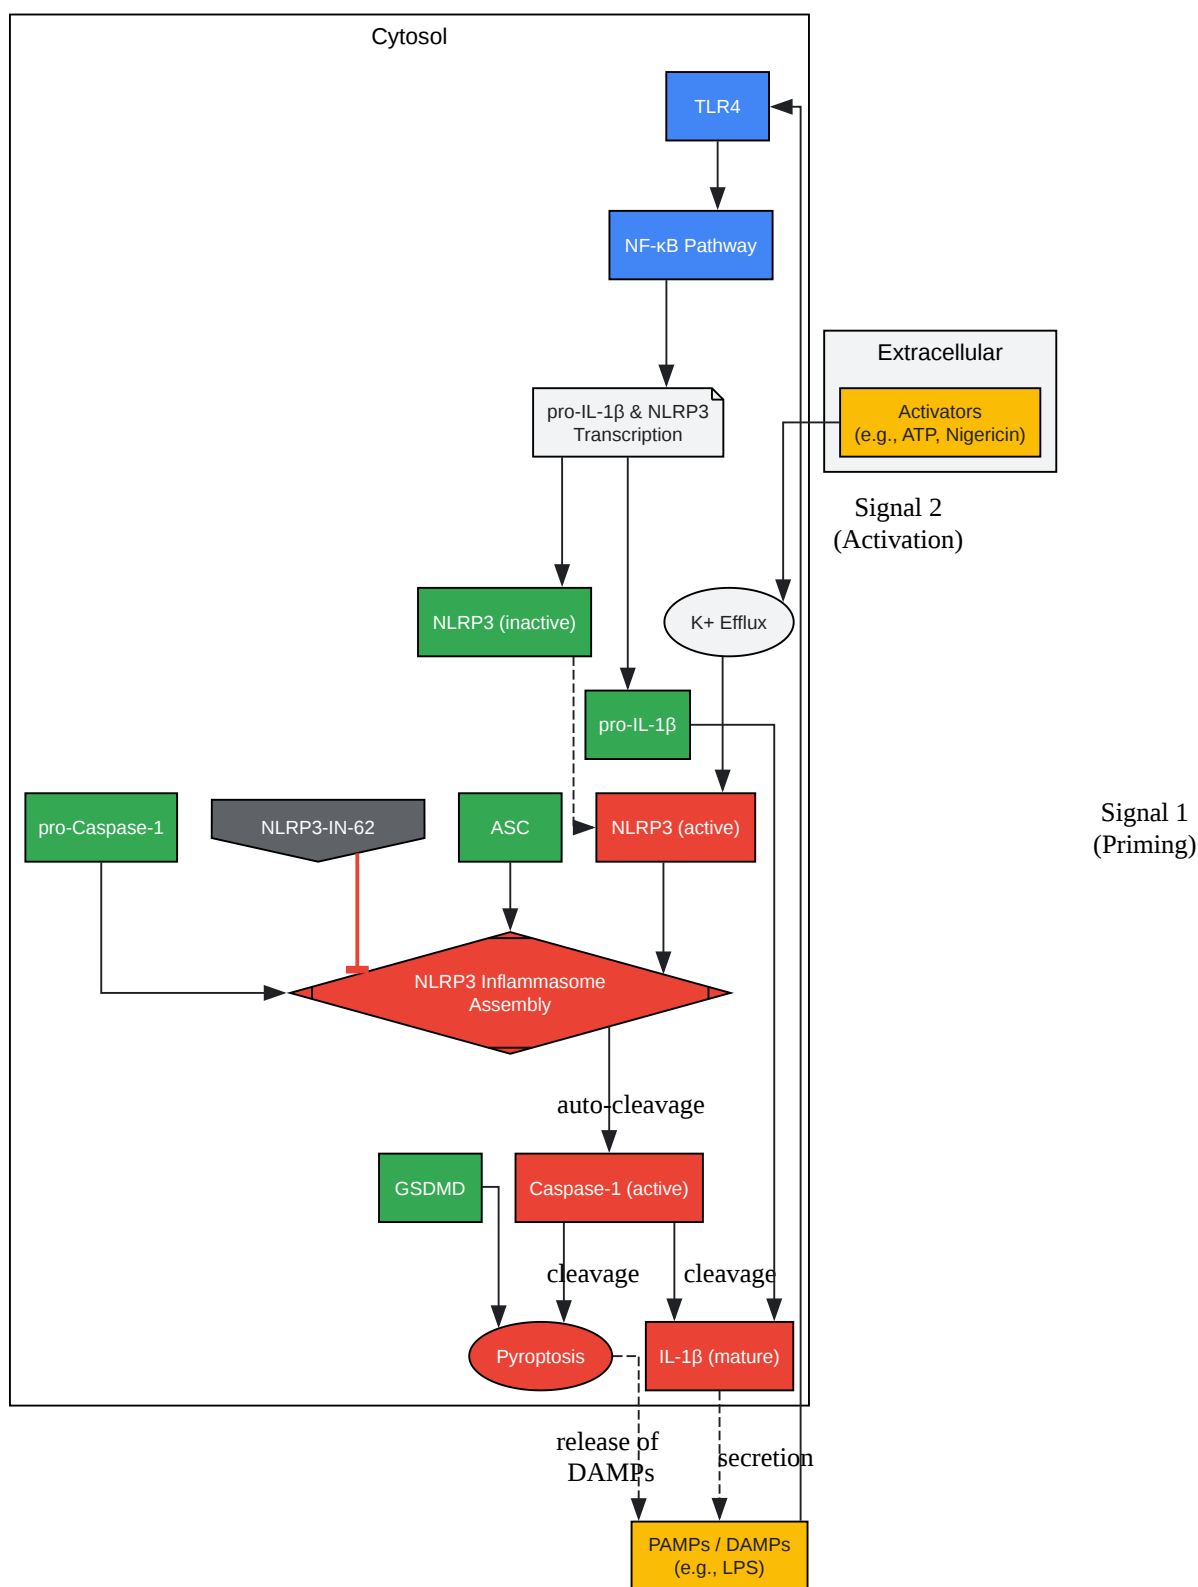 Cytosol
TLR4
NF-κB Pathway
Extracellular
pro-IL-1β & NLRP3
Transcription
Activators
(e.g., ATP, Nigericin)
Signal 2
(Activation)
NLRP3 (inactive)
K+ Efflux
pro-IL-1β
Signal 1
(Priming)
pro-Caspase-1
NLRP3-IN-62
ASC
NLRP3 (active)
NLRP3 Inflammasome
Assembly
auto-cleavage
GSDMD
Caspase-1 (active)
cleavage
cleavage
Pyroptosis
IL-1β (mature)
release of
DAMPs
secretion
PAMPs / DAMPs
(e.g., LPS)